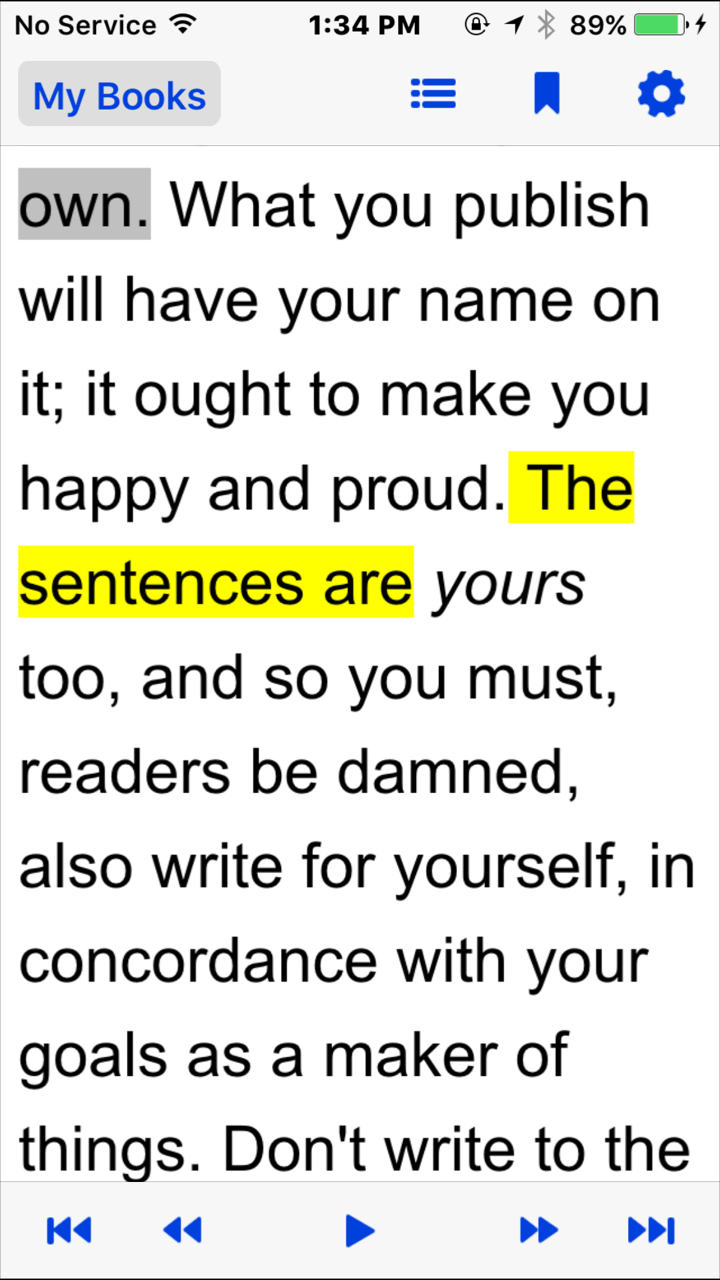 No Service 1:34 PM 89%
My Books
own. What you publish
will have your name on
it; it ought to make you
happy and proud. The
sentences are yours
too, and so you must,
readers be damned,
also write for yourself, in
concordance with your
goals as a maker of
things. Don't write to the